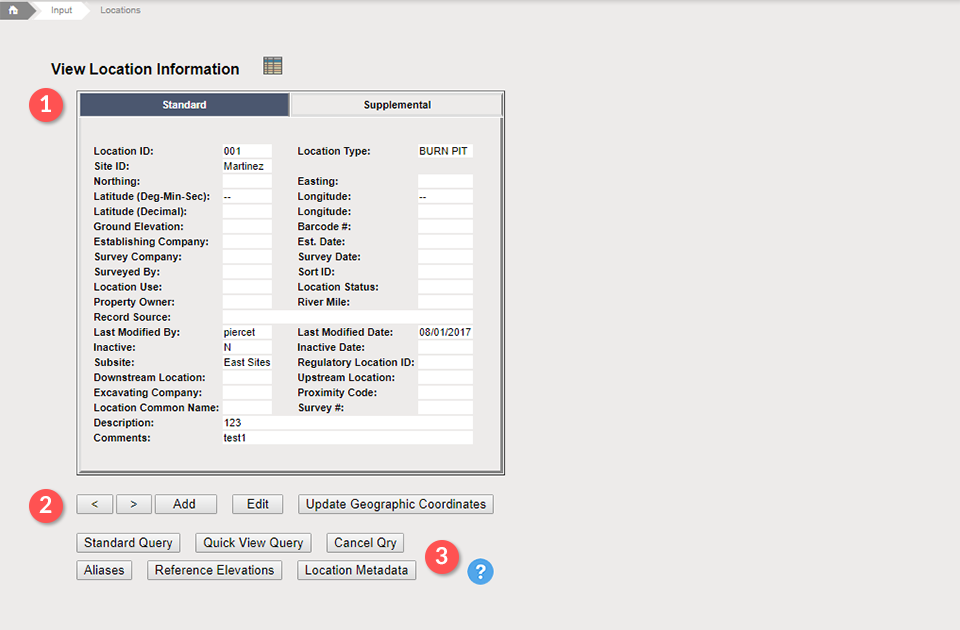 Input Locations
View Location Information
1
Standard Supplemental
Location ID: 001 Location Type: BURN PIT
Site ID: Martinez
Northing: Easting:
Latitude (Deg-Min-Sec): -- Longitude: --
Latitude (Decimal): Longitude:
Ground Elevation: Barcode #:
Establishing Company: Est. Date:
Survey Company: Survey Date:
Surveyed By: Sort ID:
Location Use: Location Status:
Property Owner: River Mile:
Record Source:
Last Modified By: piercet Last Modified Date: 08/01/2017
Inactive: N Inactive Date:
Subsite: East Sites Regulatory Location ID:
Downstream Location: Upstream Location:
Excavating Company: Proximity Code:
Location Common Name: Survey #:
Description: 123
Comments: test1
2
< > Add Edit Update Geographic Coordinates
Standard Query Quick View Query Cancel Qry
3
Aliases Reference Elevations Location Metadata ?